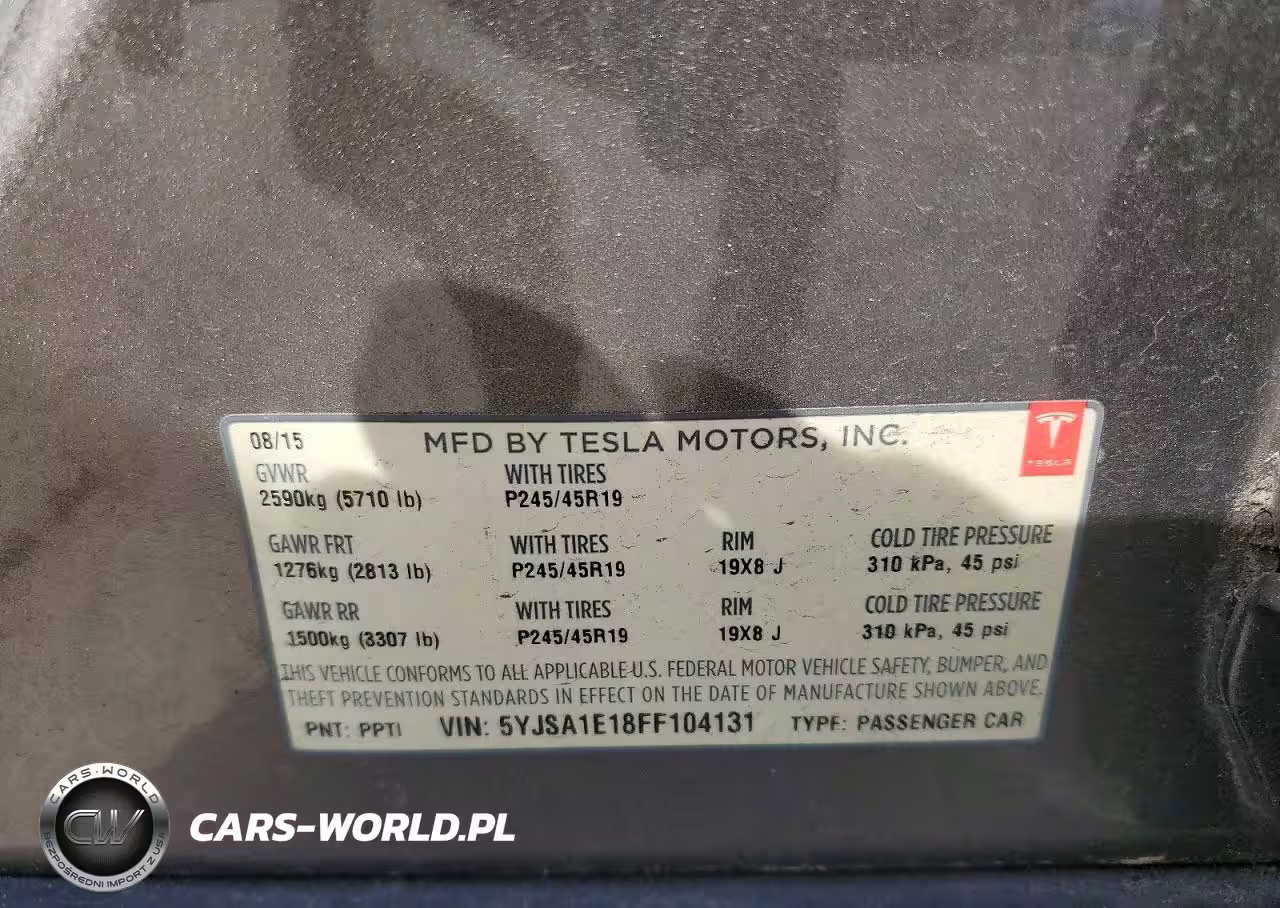 08/15 MFD BY TESLA MOTORS, INC.
TESLA
GVWR WITH TIRES
2590kg (5710 lb) P245/45R19
GAWR FRT WITH TIRES RIM COLD TIRE PRESSURE
1276kg (2813 lb) P245/45R19 19X8 J 310 kPa, 45 psi
GAWR RR WITH TIRES RIM COLD TIRE PRESSURE
1500kg (3307 lb) P245/45R19 19X8 J 310 kPa, 45 psi
THIS VEHICLE CONFORMS TO ALL APPLICABLE U.S. FEDERAL MOTOR VEHICLE SAFETY, BUMPER, AND
THEFT PREVENTION STANDARDS IN EFFECT ON THE DATE OF MANUFACTURE SHOWN ABOVE.
PNT: PPTI VIN: 5YJSA1E18FF104131 TYPE: PASSENGER CAR
CARS-WORLD
CW
BEZPOŚREDNI IMPORT Z USA
CARS-WORLD.PL